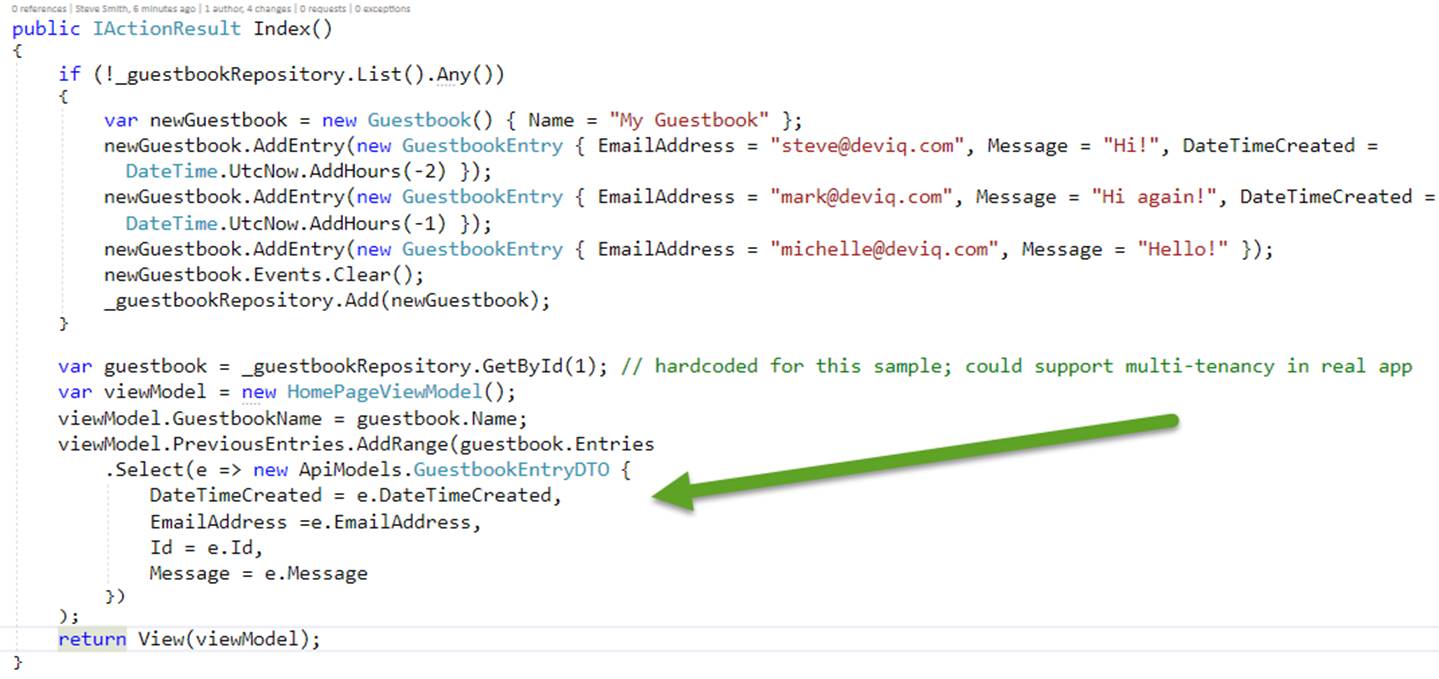 0 references | Steve Smith, 6 minutes ago | 1 author, 4 changes | 0 requests | 0 exceptions
public IActionResult Index()
{
if (!_guestbookRepository.List().Any())
{
var newGuestbook = new Guestbook() { Name = "My Guestbook" };
newGuestbook.AddEntry(new GuestbookEntry { EmailAddress = "steve@deviq.com", Message = "Hi!", DateTimeCreated =
DateTime.UtcNow.AddHours(-2) });
newGuestbook.AddEntry(new GuestbookEntry { EmailAddress = "mark@deviq.com", Message = "Hi again!", DateTimeCreated =
DateTime.UtcNow.AddHours(-1) });
newGuestbook.AddEntry(new GuestbookEntry { EmailAddress = "michelle@deviq.com", Message = "Hello!" });
newGuestbook.Events.Clear();
_guestbookRepository.Add(newGuestbook);
}
var guestbook = _guestbookRepository.GetById(1); // hardcoded for this sample; could support multi-tenancy in real app
var viewModel = new HomePageViewModel();
viewModel.GuestbookName = guestbook.Name;
viewModel.PreviousEntries.AddRange(guestbook.Entries
.Select(e => new ApiModels.GuestbookEntryDTO {
DateTimeCreated = e.DateTimeCreated,
EmailAddress =e.EmailAddress,
Id = e.Id,
Message = e.Message
})
);
return View(viewModel);
}